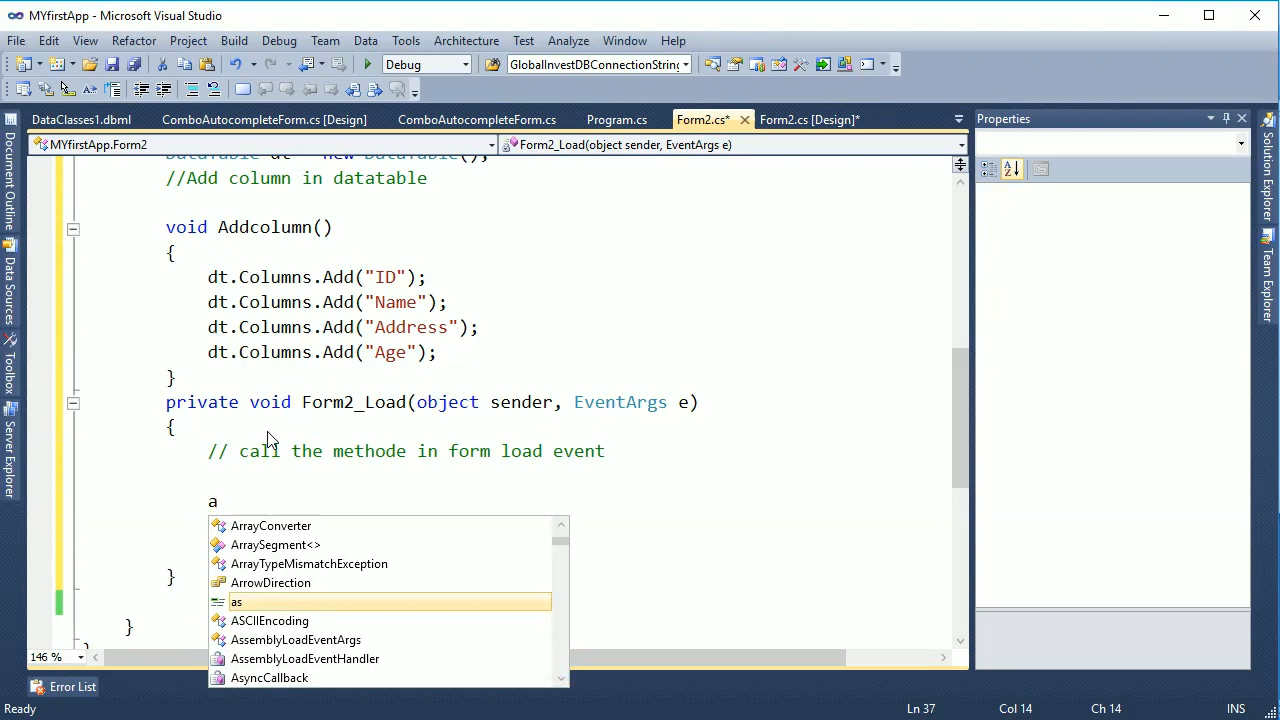 MYfirstApp - Microsoft Visual Studio
File Edit View Refactor Project Build Debug Team Data Tools Architecture Test Analyze Window Help
Debug GlobalInvestDBConnectionString
DataClasses1.dbml ComboAutocompleteForm.cs [Design] ComboAutocompleteForm.cs Program.cs Form2.cs* Form2.cs [Design]* Properties
MYfirstApp.Form2 Form2_Load(object sender, EventArgs e)
DataTable dt = new DataTable();
//Add column in datatable
void Addcolumn()
{
dt.Columns.Add("ID");
dt.Columns.Add("Name");
dt.Columns.Add("Address");
dt.Columns.Add("Age");
}
private void Form2_Load(object sender, EventArgs e)
{
// call the methode in form load event
a
ArrayConverter
ArraySegment<>
ArrayTypeMismatchException
ArrowDirection
as
ASCIIEncoding
AssemblyLoadEventArgs
AssemblyLoadEventHandler
AsyncCallback
}
}
146 %
Document Outline
Data Sources
Toolbox
Server Explorer
Solution Explorer
Team Explorer
Error List
Ready Ln 37 Col 14 Ch 14 INS